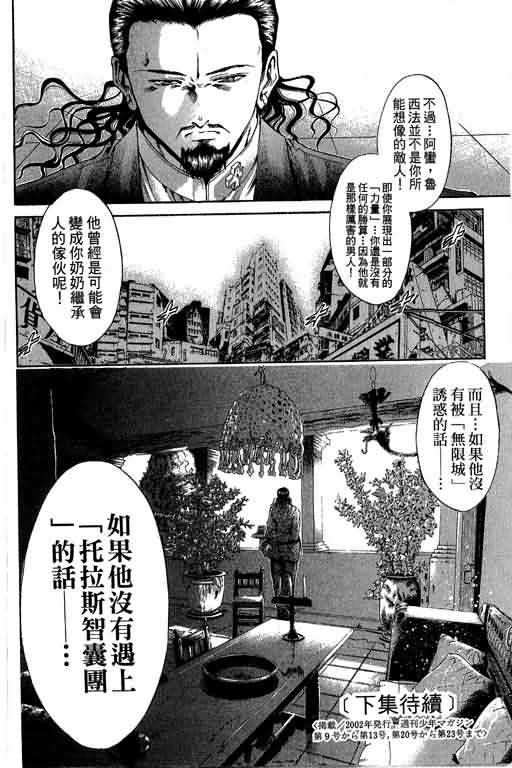 不過…阿蠻，魯
西法並不是你所
能想像的敵人！
即使你展現出一部分的
「力量」…你還是沒有
任何的勝算…因為他就
是那樣厲害的男人！
他曾經是可能會
變成你奶奶繼承
人的傢伙呢！
而且…如果他沒
有被「無限城」
誘惑的話──…
如果他沒有遇上
「托拉斯智囊團
」的話──…
〔下集待續〕
〈掲載／2002年発行、週刊少年マガジン
第9号から第13号，第20号から第23号まで〉